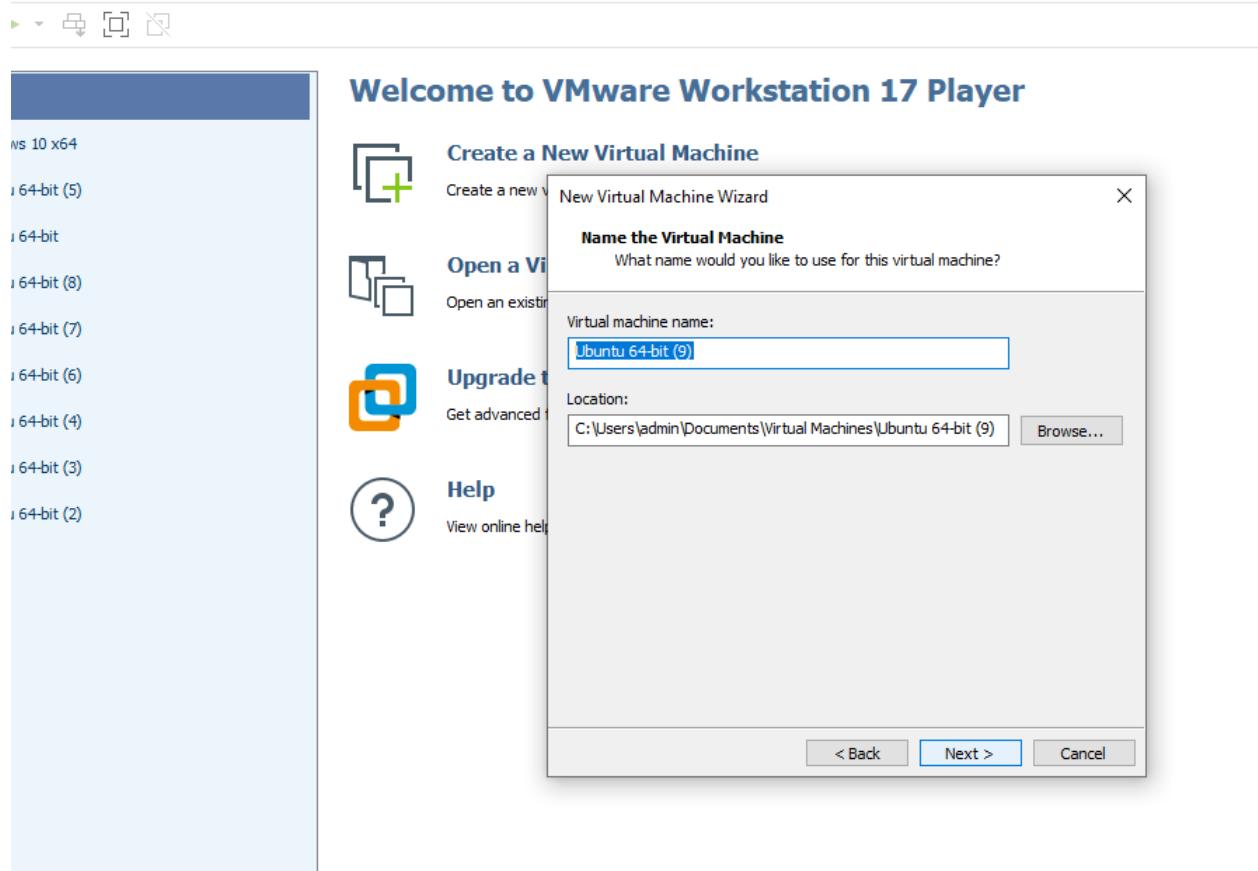 Welcome to VMware Workstation 17 Player
ws 10 x64
u 64-bit (5)
u 64-bit
u 64-bit (8)
u 64-bit (7)
u 64-bit (6)
u 64-bit (4)
u 64-bit (3)
u 64-bit (2)
Create a New Virtual Machine
Create a new v
Open a Vi
Open an existin
Upgrade t
Get advanced f
Help
View online help
New Virtual Machine Wizard
Name the Virtual Machine
What name would you like to use for this virtual machine?
Virtual machine name:
Ubuntu 64-bit (9)
Location:
C:\Users\admin\Documents\Virtual Machines\Ubuntu 64-bit (9)
Browse...
< Back
Next >
Cancel